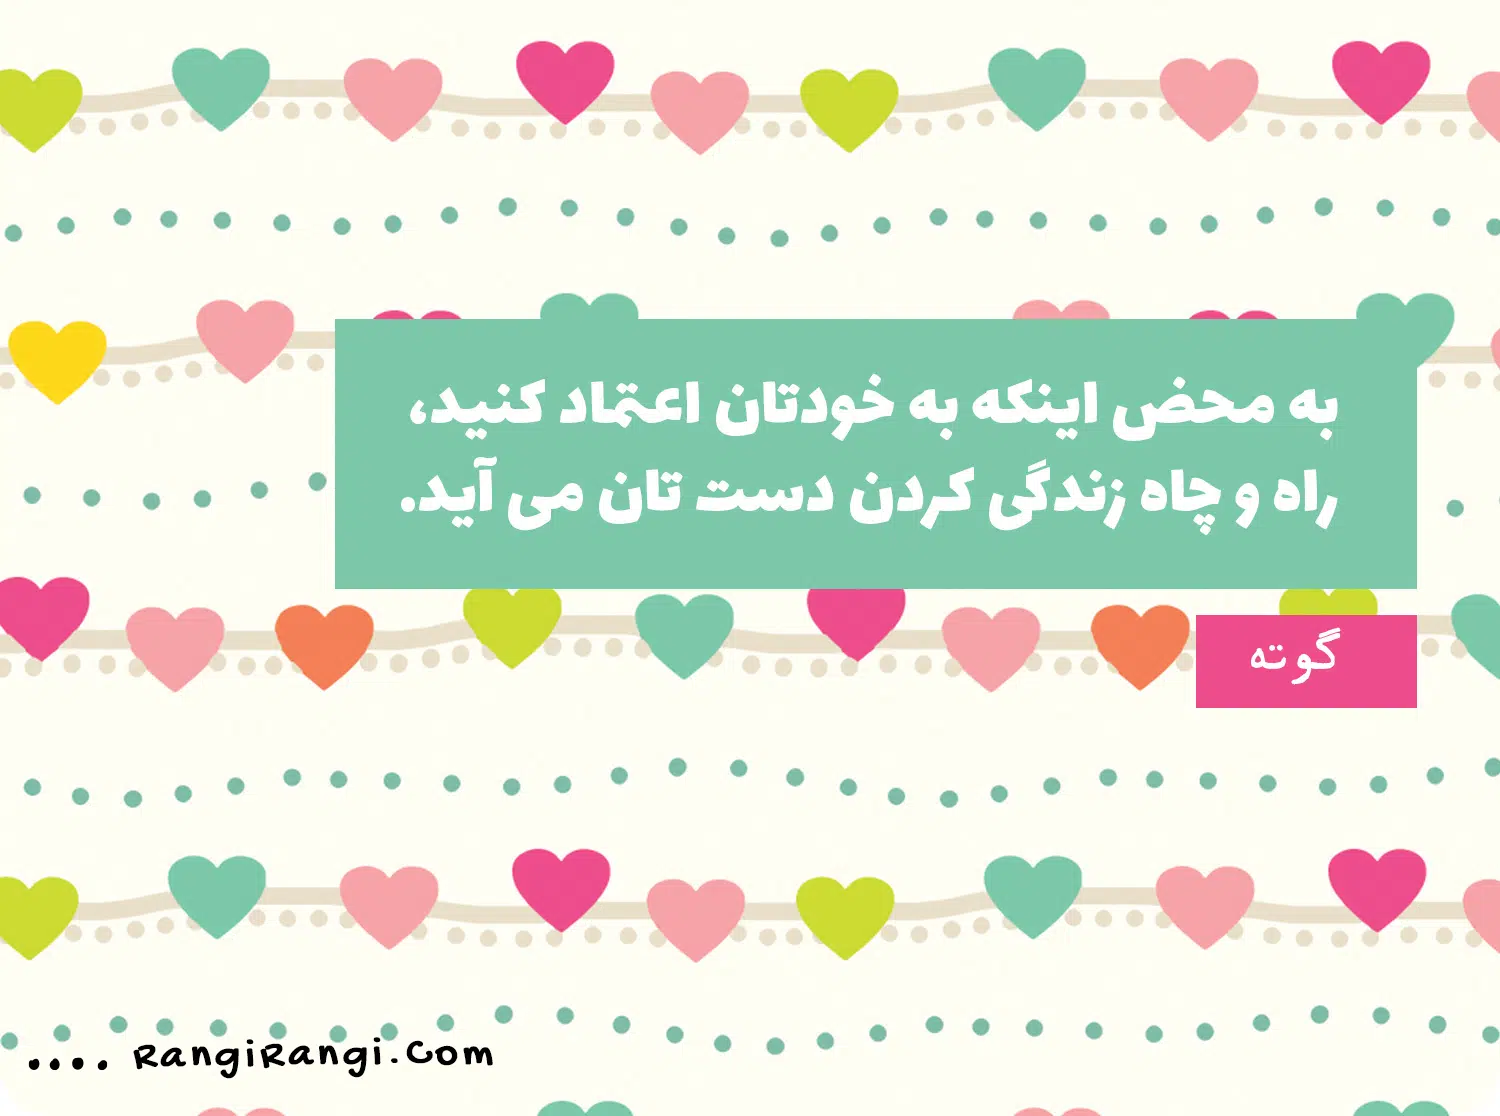 به محض اینکه به خودتان اعتماد کنید،
راه و چاه زندگی کردن دست تان می آید.
گوته
.... RangiRangi.com